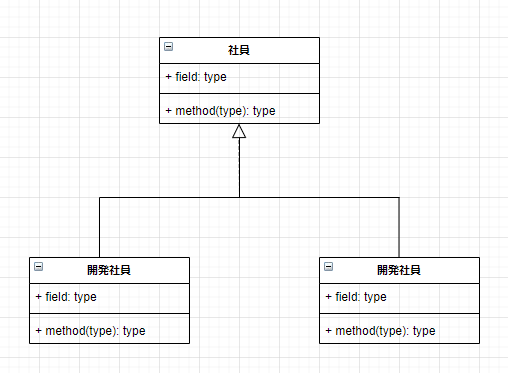 社員
+ field: type
+ method(type): type
開発社員
+ field: type
+ method(type): type
開発社員
+ field: type
+ method(type): type